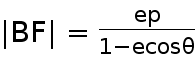 |BF| = ep/1−ecosθ